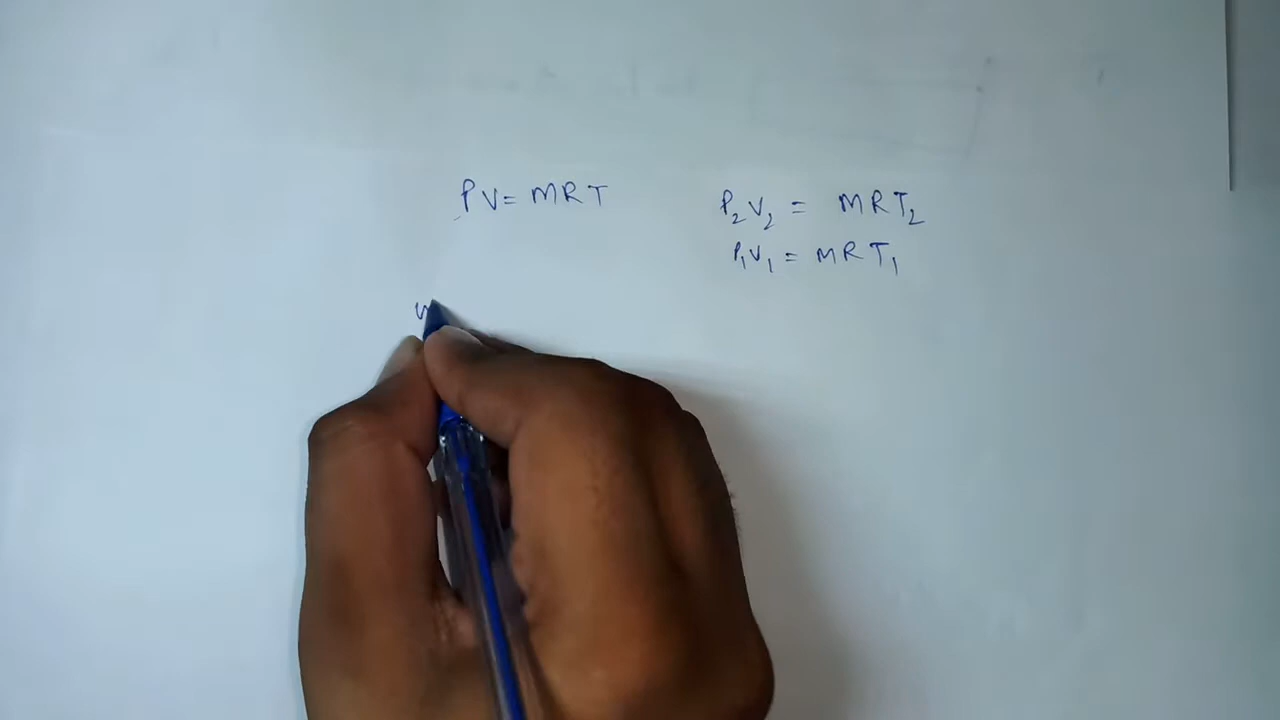 PV = MRT
P₂V₂ = MRT₂
P₁V₁ = MRT₁